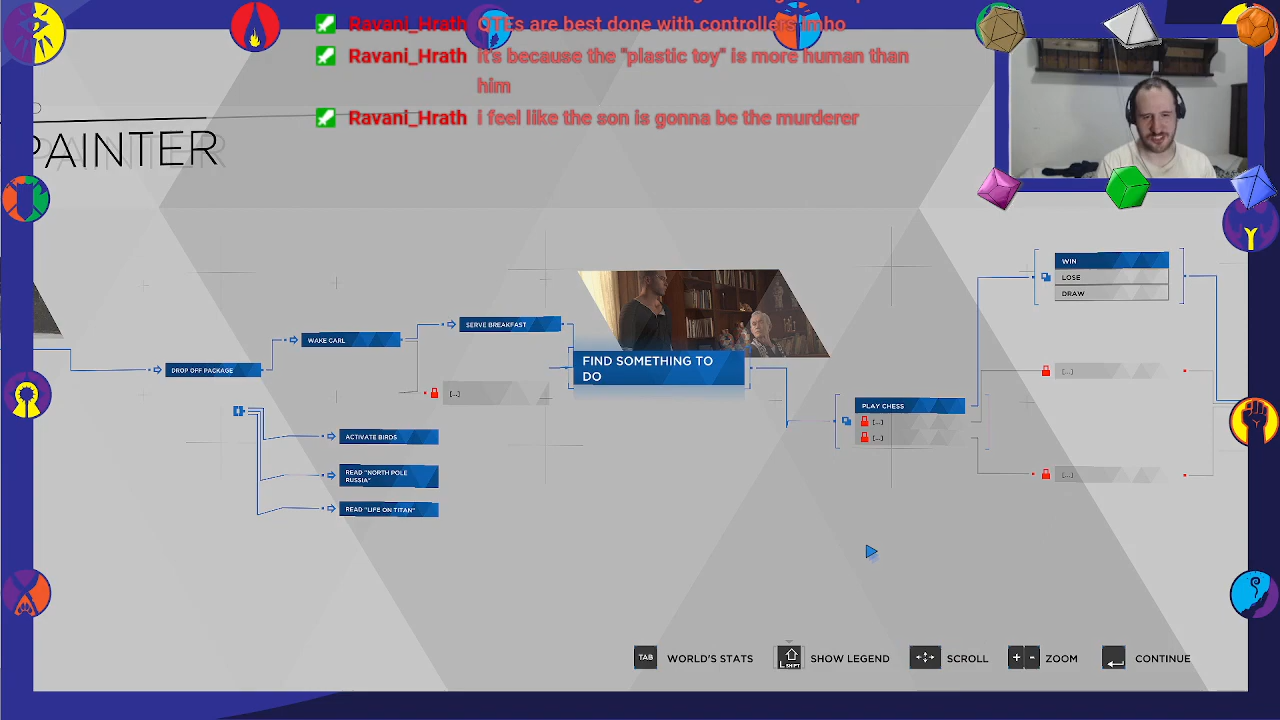 Ravani_Hrath QTEs are best done with controllers imho
Ravani_Hrath it's because the "plastic toy" is more human than
him
Ravani_Hrath i feel like the son is gonna be the murderer
PAINTER
WIN
LOSE
DRAW
SERVE BREAKFAST
WAKE CARL
DROP OFF PACKAGE
FIND SOMETHING TO
DO
[...]
[...]
PLAY CHESS
[...]
[...]
ACTIVATE BIRDS
READ "NORTH POLE
RUSSIA"
[...]
READ "LIFE ON TITAN"
TAB WORLD'S STATS L SHIFT SHOW LEGEND SCROLL + - ZOOM CONTINUE